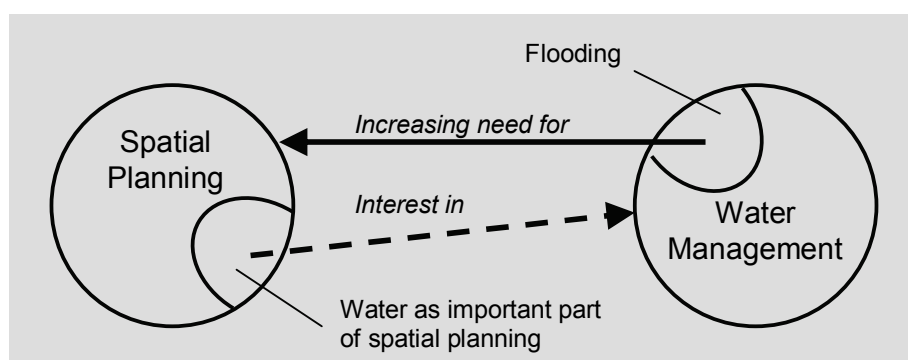 Flooding
Increasing need for
Spatial
Planning
Interest in
Water
Management
Water as important part
of spatial planning